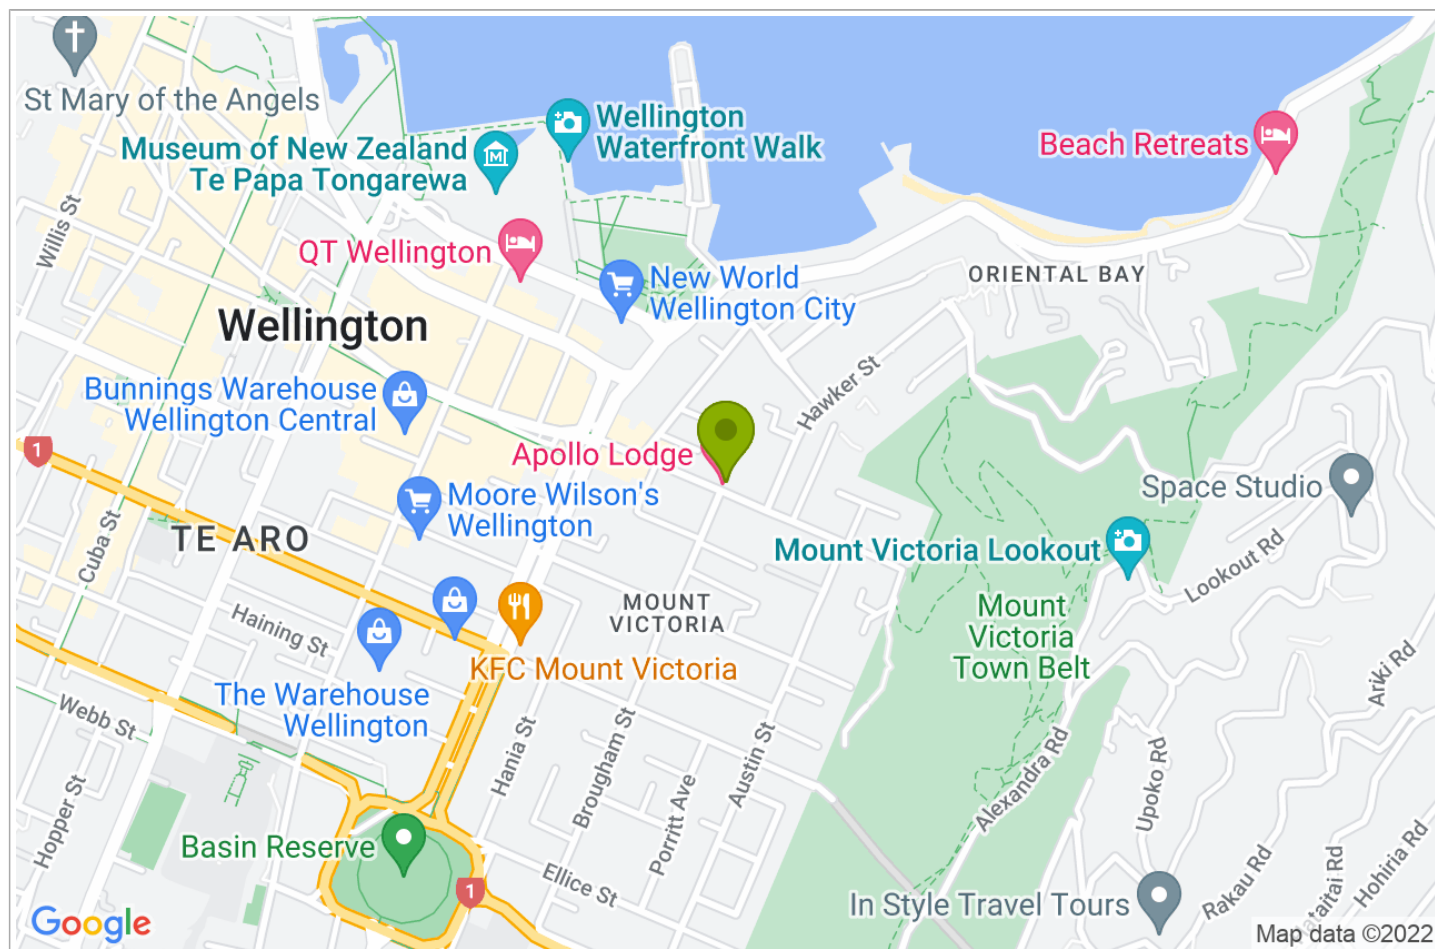 St Mary of the Angels
Museum of New Zealand
Te Papa Tongarewa
Wellington
Waterfront Walk
Beach Retreats
Willis St
QT Wellington
New World
Wellington City
ORIENTAL BAY
Wellington
Bunnings Warehouse
Wellington Central
Hawker St
1
Apollo Lodge
Moore Wilson's
Wellington
Space Studio
Cuba St
TE ARO
Mount Victoria Lookout
Lookout Rd
Haining St
MOUNT
VICTORIA
Mount
Victoria
Town Belt
KFC Mount Victoria
The Warehouse
Wellington
Ariki Rd
Webb St
Hania St
Brougham St
Austin St
Porritt Ave
Alexandra Rd
Upoko Rd
Hopper St
Basin Reserve
Ellice St
1
In Style Travel Tours
Rakau Rd
Hohiria Rd
Google
Map data ©2022